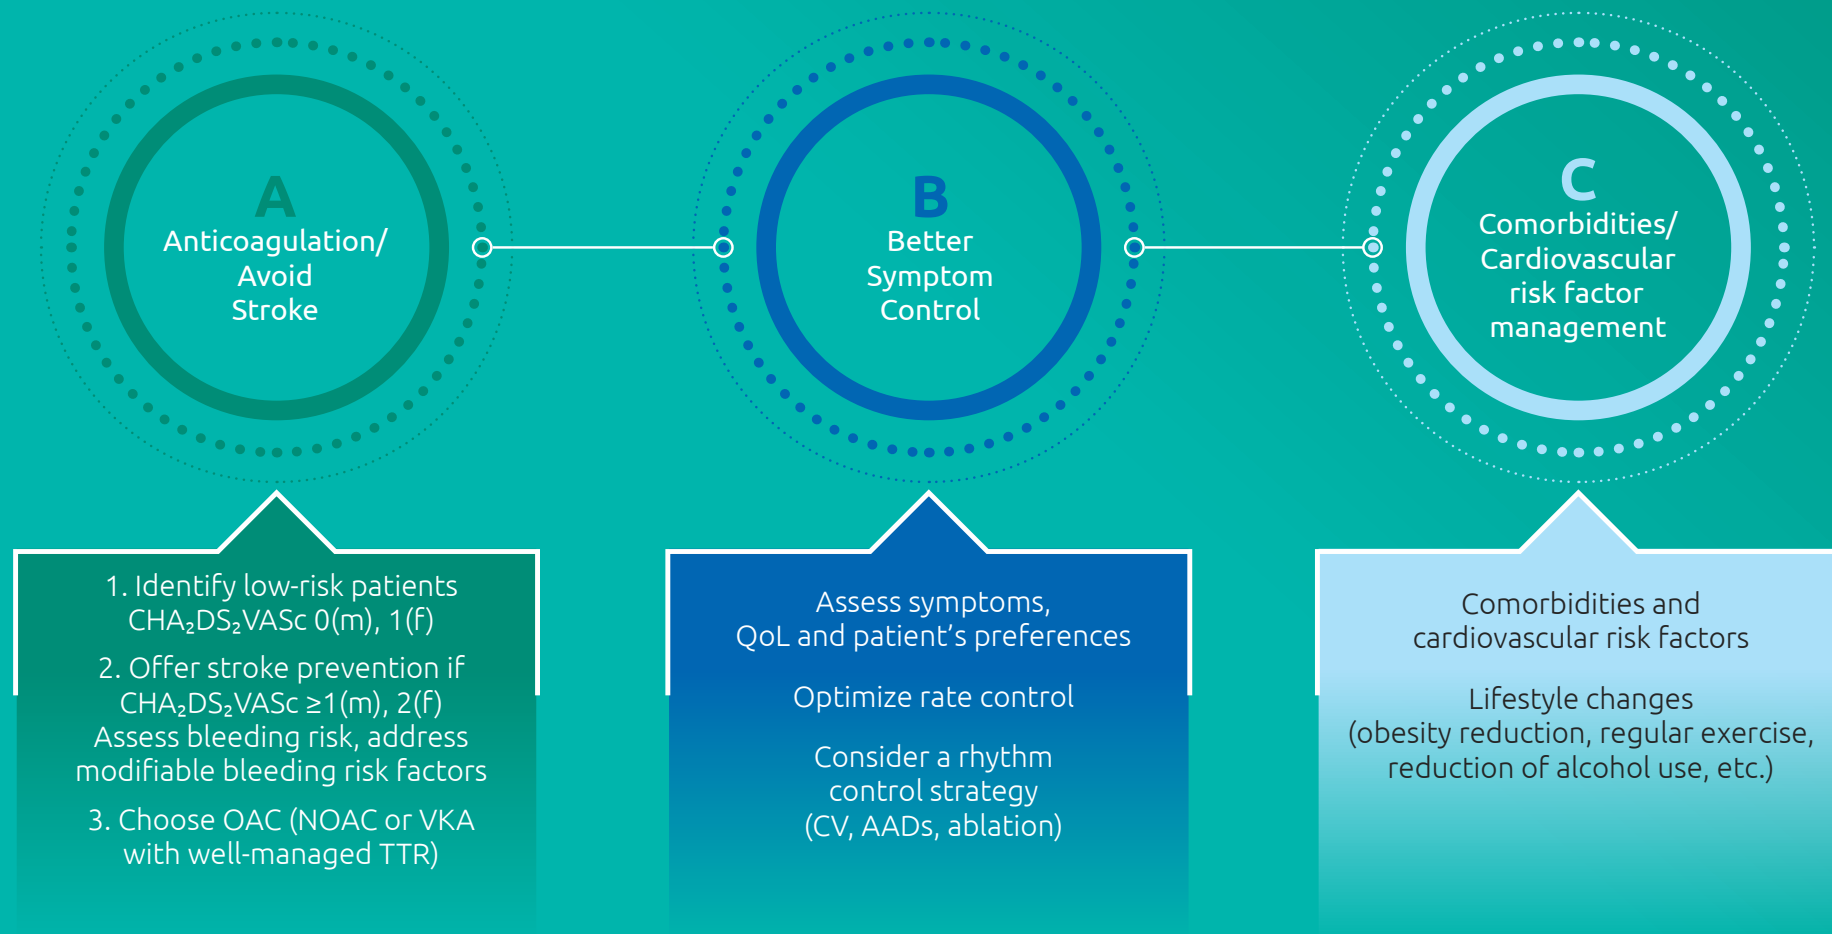 A
Anticoagulation/
Avoid
Stroke
1. Identify low-risk patients
CHA₂DS₂VASc 0(m), 1(f)
2. Offer stroke prevention if
CHA₂DS₂VASc ≥1(m), 2(f)
Assess bleeding risk, address
modifiable bleeding risk factors
3. Choose OAC (NOAC or VKA
with well-managed TTR)
B
Better
Symptom
Control
Assess symptoms,
QoL and patient’s preferences
Optimize rate control
Consider a rhythm
control strategy
(CV, AADs, ablation)
C
Comorbidities/
Cardiovascular
risk factor
management
Comorbidities and
cardiovascular risk factors
Lifestyle changes
(obesity reduction, regular exercise,
reduction of alcohol use, etc.)